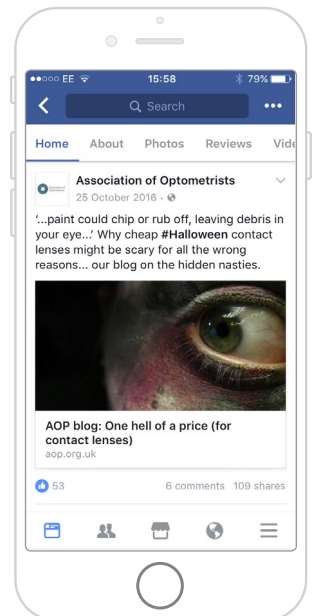 EE 15:58 79%
Search
Home About Photos Reviews Vide
Association of Optometrists
25 October 2016 ·
‘...paint could chip or rub off, leaving debris in
your eye...’ Why cheap #Halloween contact
lenses might be scary for all the wrong
reasons... our blog on the hidden nasties.
AOP blog: One hell of a price (for
contact lenses)
aop.org.uk
53 6 comments 109 shares